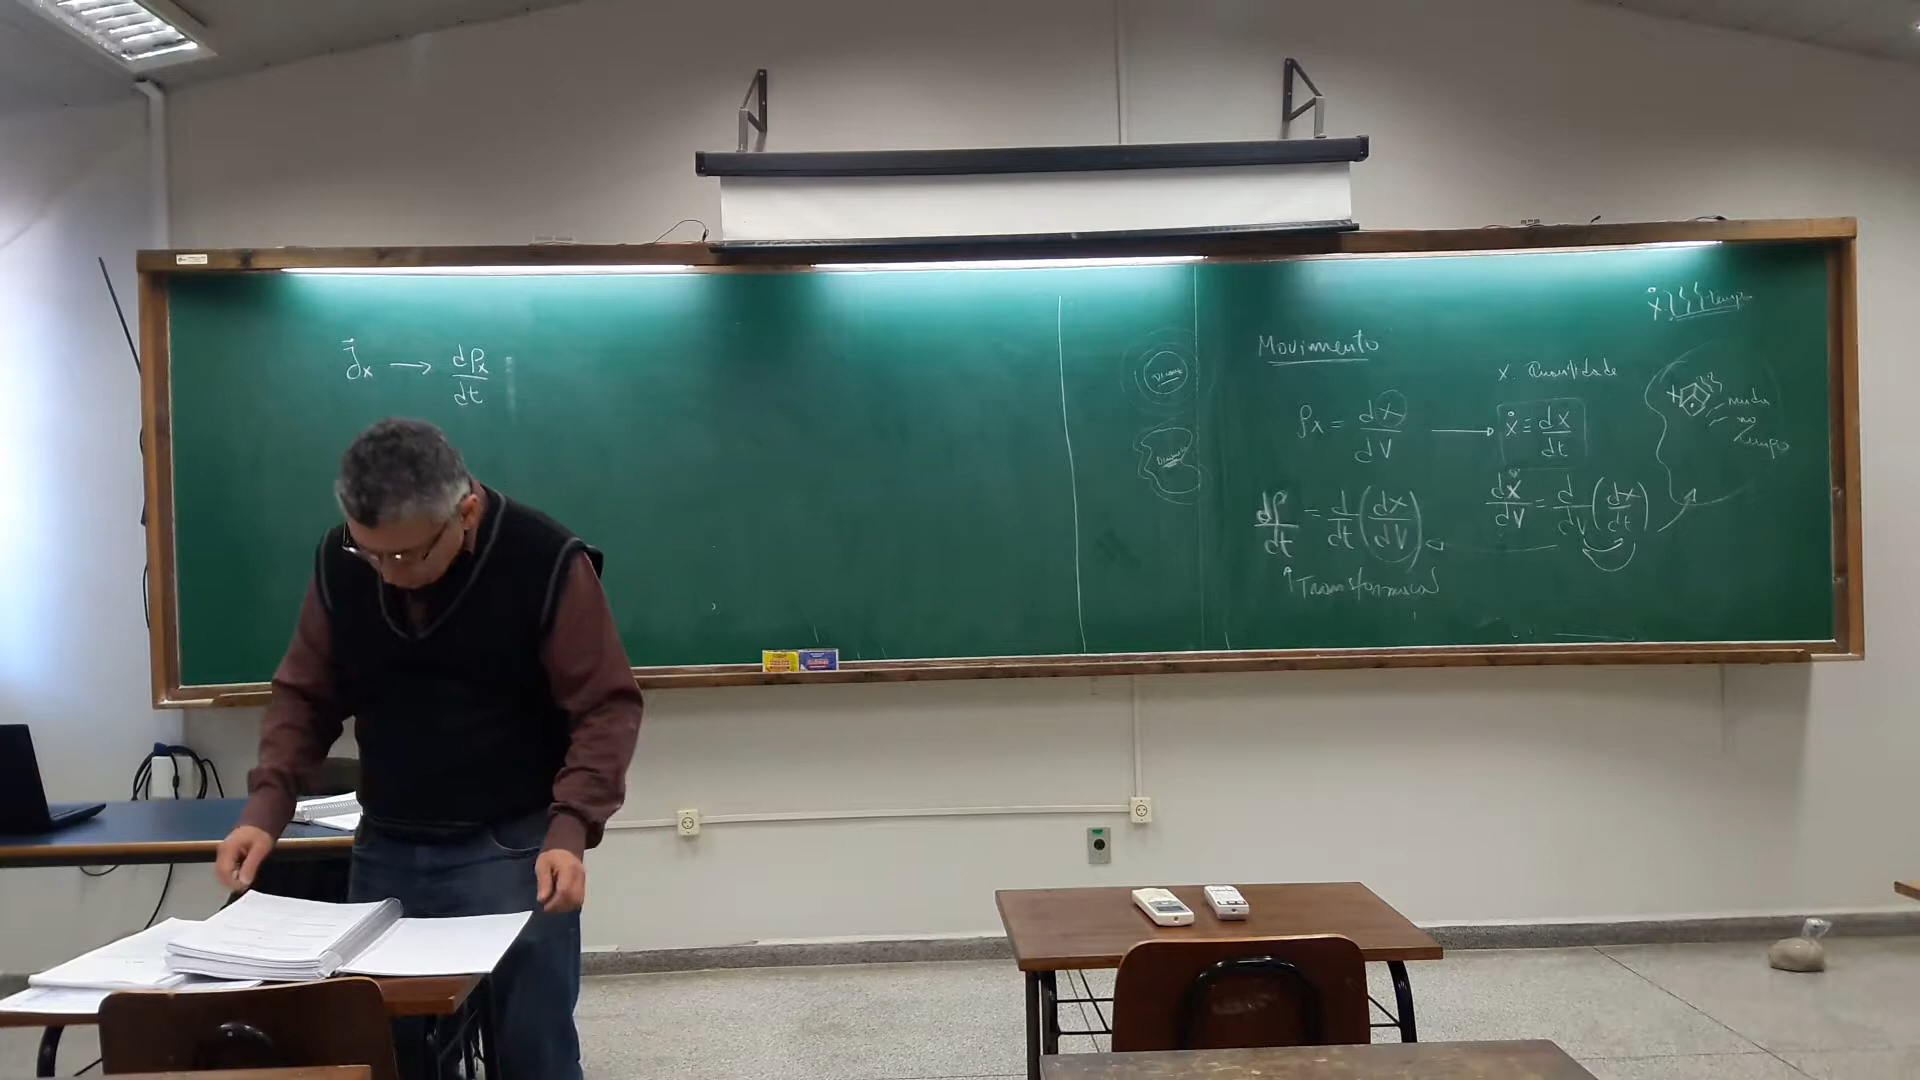 J⃗x → dρx/dt
Movimento
x. Quantidade
ρx = dx/dV → ẋ ≡ dx/dt
dρ/dt = d/dt (dx/dV)
dẋ/dV = d/dV (dx/dt)
↑
ẋ tempo
x
muda
no
tempo